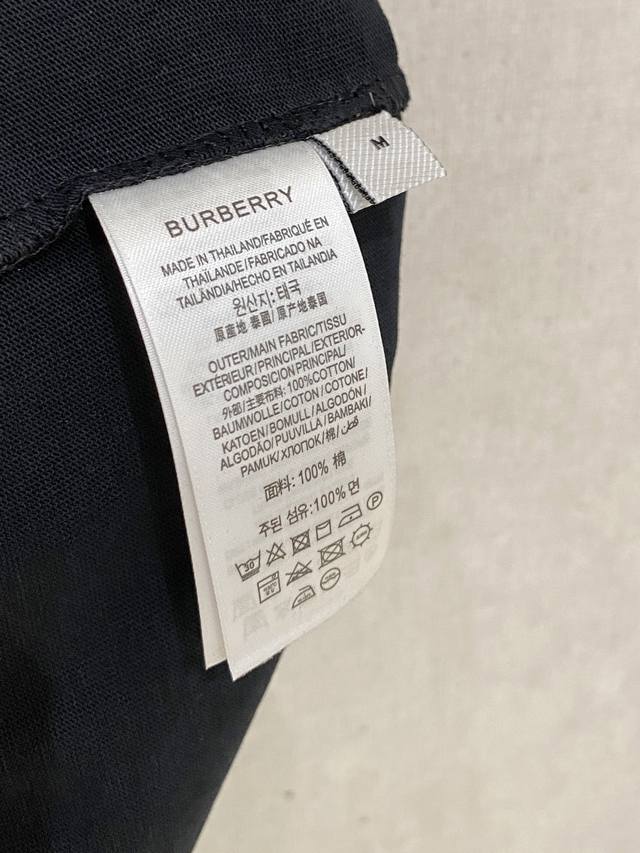 M
BURBERRY
MADE IN THAILAND/FABRIQUÉ EN
THAÏLANDE/FABRICADO NA
TAILÂNDIA/HECHO EN TAILANDIA
원산지: 태국
原産地 泰國/ 原产地泰国
OUTER/MAIN FABRIC/TISSU
EXTÉRIEUR/PRINCIPAL/EXTERIOR-
COMPOSICION PRINCIPAL/
外部/主要布料:100%COTTON/
BAUMWOLLE/COTON/COTONE/
KATOEN/BOMULL/ALGODÓN/
ALGODÃO/PUUVILLA/BAMBAKI/
PAMUK/ХЛОПОК/棉/ قطن
面料: 100% 棉
주된 섬유:100% 면
30
P